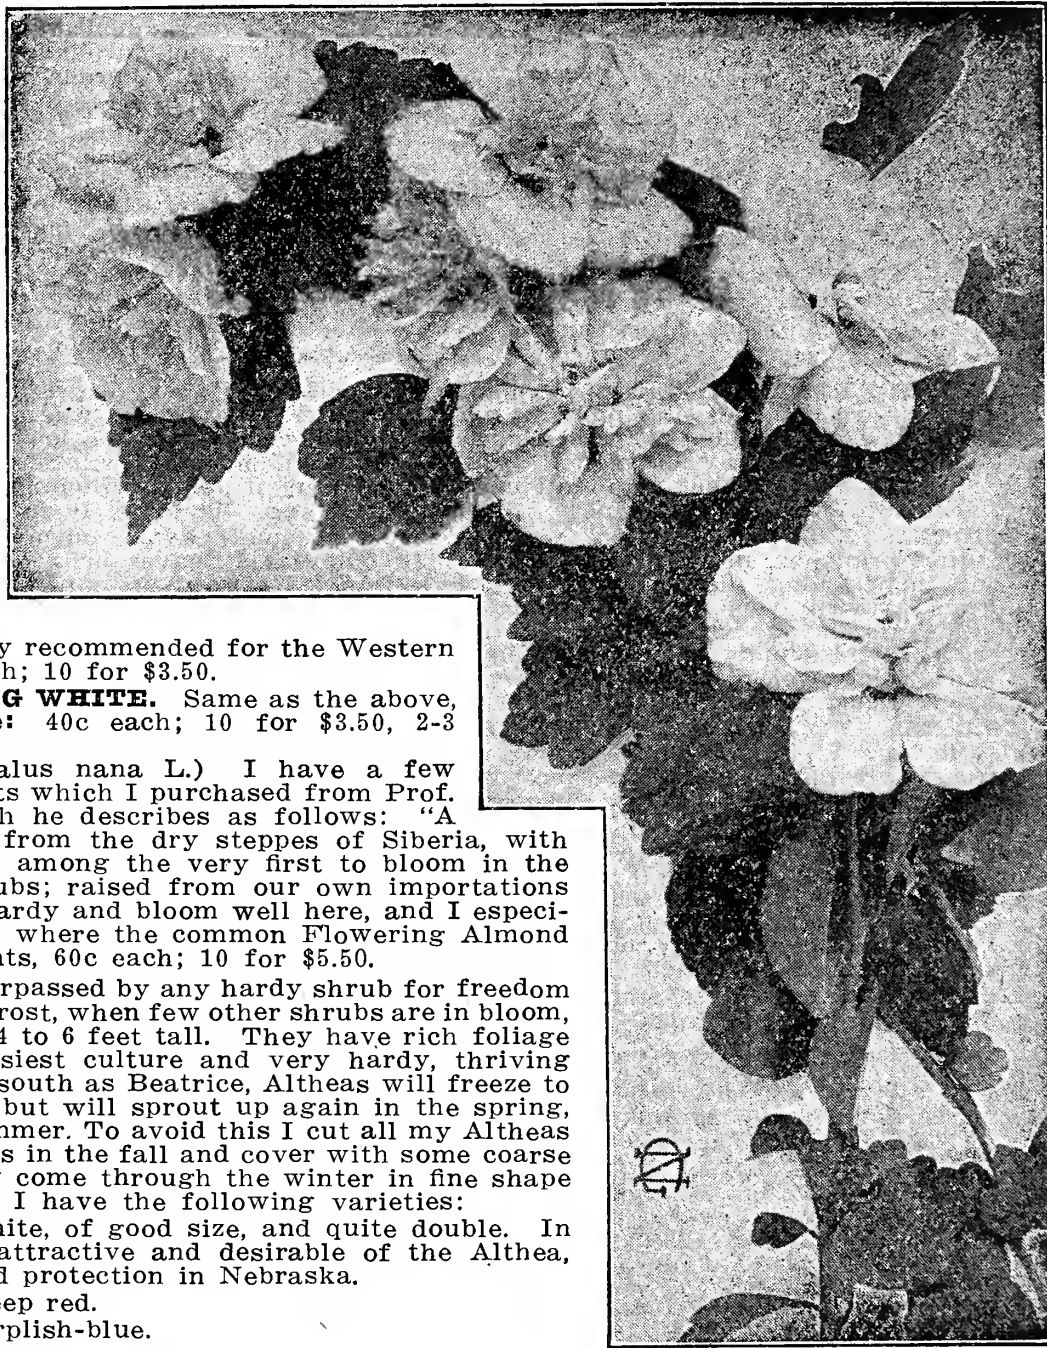 y recommended for the Western
h; 10 for $3.50.
G WHITE. Same as the above,
e: 40c each; 10 for $3.50, 2-3
alus nana L.) I have a few
ts which I purchased from Prof.
h he describes as follows: “A
from the dry steppes of Siberia, with
among the very first to bloom in the
ubs; raised from our own importations
ardy and bloom well here, and I especi-
where the common Flowering Almond
nts, 60c each; 10 for $5.50.
rpassed by any hardy shrub for freedom
rost, when few other shrubs are in bloom,
4 to 6 feet tall. They have rich foliage
siest culture and very hardy, thriving
south as Beatrice, Altheas will freeze to
but will sprout up again in the spring,
mmer. To avoid this I cut all my Altheas
s in the fall and cover with some coarse
y come through the winter in fine shape
I have the following varieties:
hite, of good size, and quite double. In
attractive and desirable of the Althea,
d protection in Nebraska.
eep red.
rplish-blue.